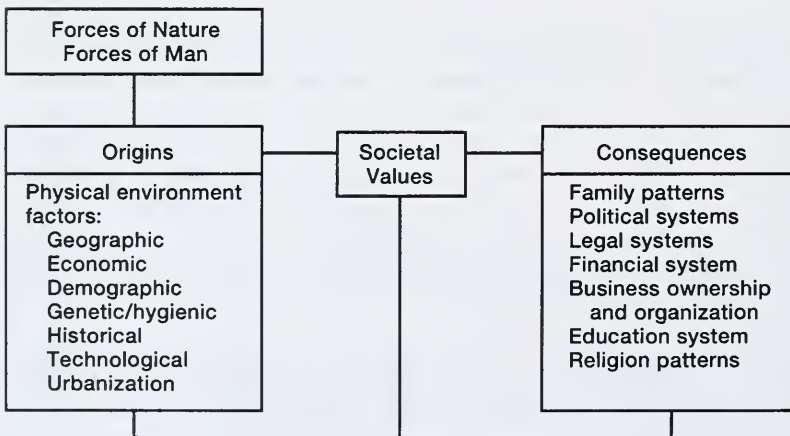 Forces of Nature
Forces of Man
Origins
Physical environment
factors:
Geographic
Economic
Demographic
Genetic/hygienic
Historical
Technological
Urbanization
Societal
Values
Consequences
Family patterns
Political systems
Legal systems
Financial system
Business ownership
and organization
Education system
Religion patterns